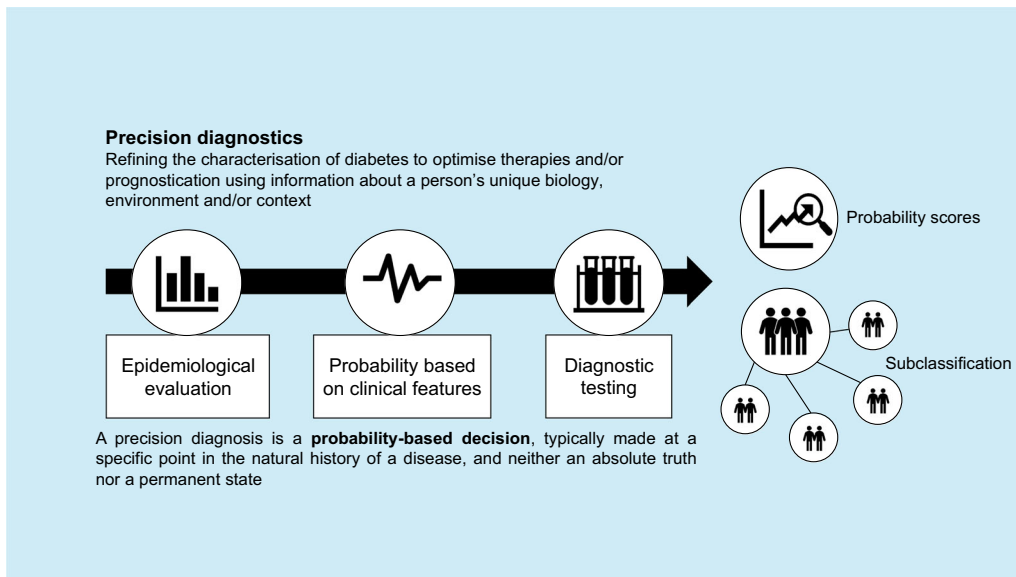 Precision diagnostics
Refining the characterisation of diabetes to optimise therapies and/or
prognostication using information about a person's unique biology,
environment and/or context
Epidemiological
evaluation
Probability based
on clinical features
Diagnostic
testing
A precision diagnosis is a probability-based decision, typically made at a
specific point in the natural history of a disease, and neither an absolute truth
nor a permanent state
Probability scores
Subclassification